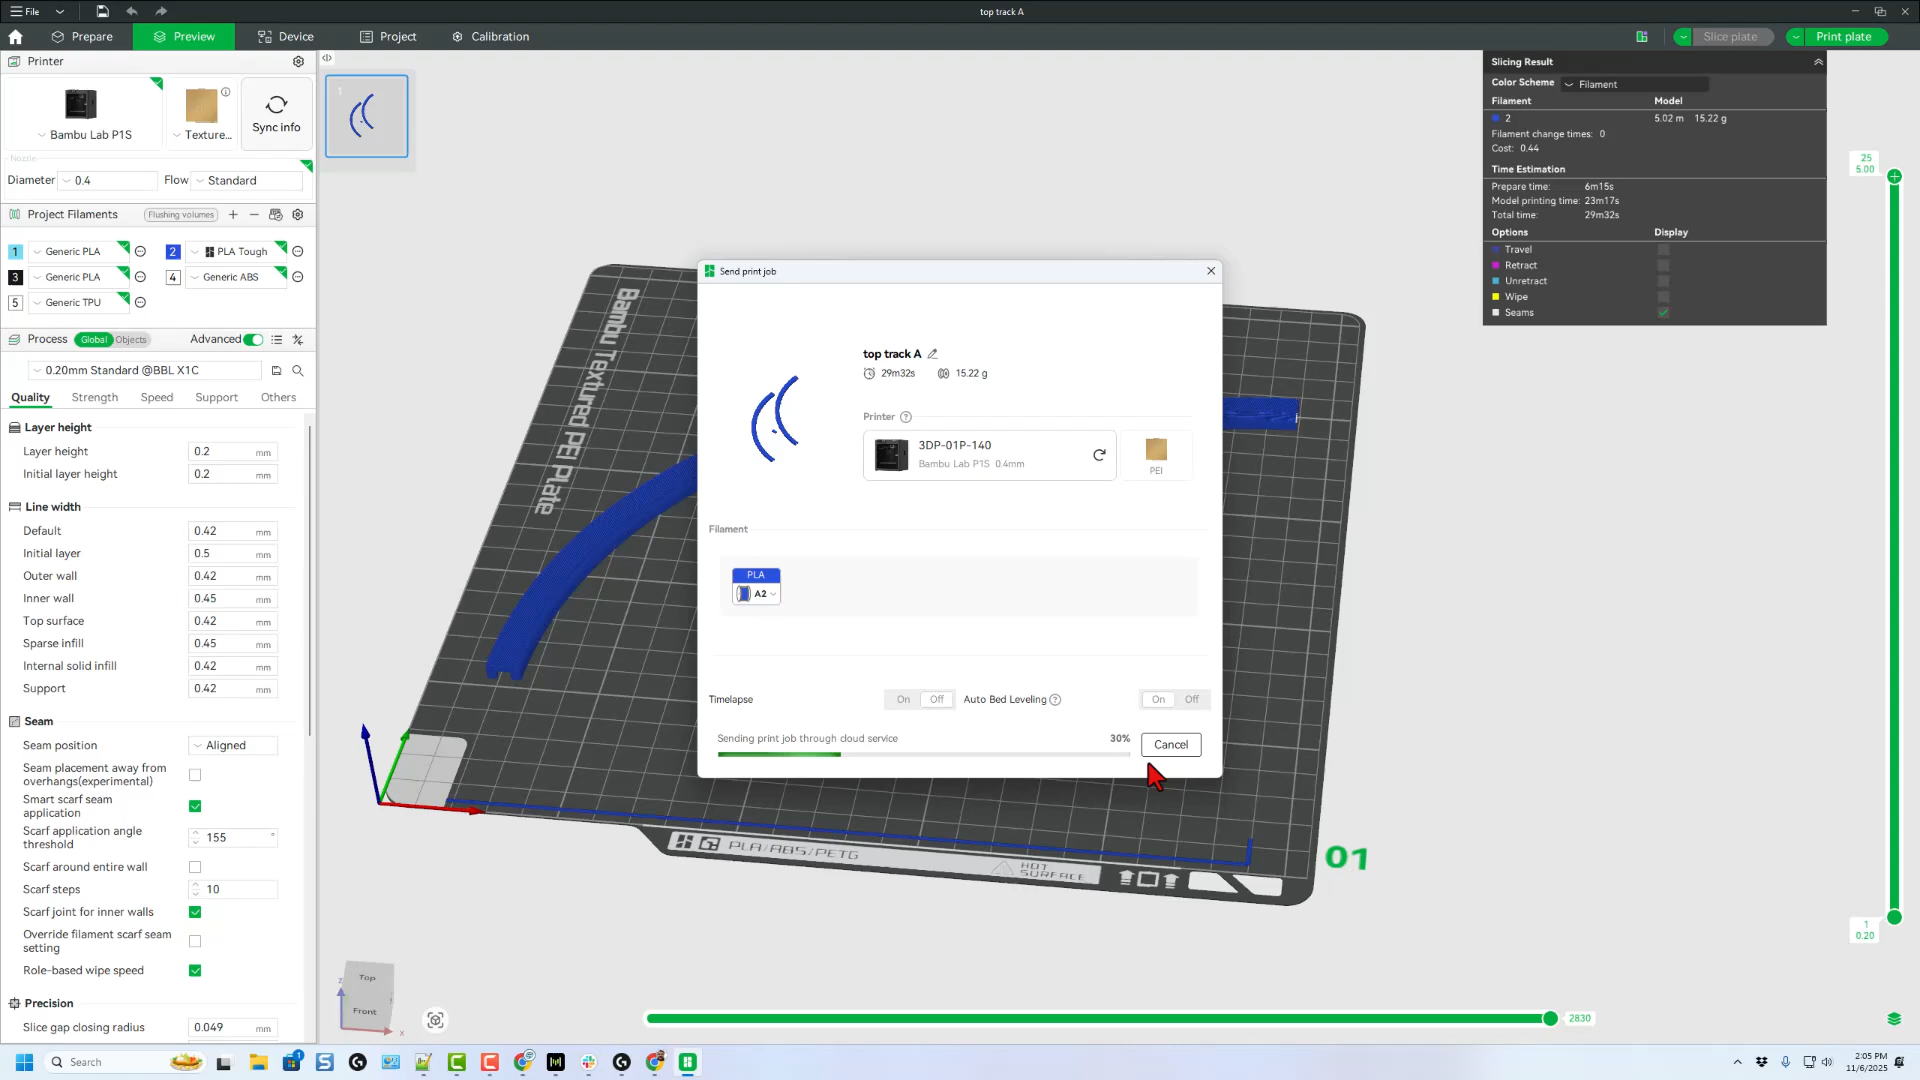 File
top track A
Prepare
Preview
Device
Project
Calibration
Slice plate
Print plate
Printer
Bambu Lab P1S
Texture...
Sync info
Nozzle
Diameter
0.4
Flow
Standard
Project Filaments
Flushing volumes
1
Generic PLA
2
PLA Tough
3
Generic PLA
4
Generic ABS
5
Generic TPU
Process
Global
Objects
Advanced
0.20mm Standard @BBL X1C
Quality
Strength
Speed
Support
Others
Layer height
Layer height 0.2 mm
Initial layer height 0.2 mm
Line width
Default 0.42 mm
Initial layer 0.5 mm
Outer wall 0.42 mm
Inner wall 0.45 mm
Top surface 0.42 mm
Sparse infill 0.45 mm
Internal solid infill 0.42 mm
Support 0.42 mm
Seam
Seam position Aligned
Seam placement away from
overhangs(experimental)
Smart scarf seam
application
Scarf application angle
threshold
155 °
Scarf around entire wall
Scarf steps 10
Scarf joint for inner walls
Override filament scarf seam
setting
Role-based wipe speed
Precision
Slice gap closing radius 0.049 mm
1
Bambu Textured PEI Plate
PLA/ABS/PETG
HOT
SURFACE
01
Top
Front
z
x
Send print job
top track A
29m32s
15.22 g
Printer
3DP-01P-140
Bambu Lab P1S 0.4mm
PEI
Filament
PLA
A2
Timelapse
On
Off
Auto Bed Leveling
On
Off
Sending print job through cloud service
30%
Cancel
Slicing Result
Color Scheme
Filament
Filament Model
2 5.02 m 15.22 g
Filament change times: 0
Cost: 0.44
Time Estimation
Prepare time: 6m15s
Model printing time: 23m17s
Total time: 29m32s
Options Display
Travel
Retract
Unretract
Wipe
Seams
25
5.00
1
0.20
2830
Search
1
2:05 PM
11/6/2025